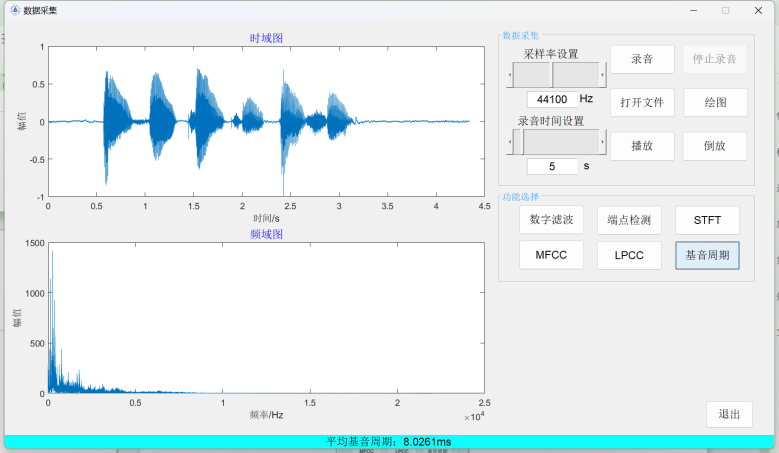 数据采集
时域图
1
0.5
0
-0.5
-1
幅值
0 0.5 1 1.5 2 2.5 3 3.5 4 4.5
时间/s
频域图
1500
1000
500
0
幅值
0 0.5 1 1.5 2 2.5
×10⁴
频率/Hz
数据采集
采样率设置
44100 Hz
录音时间设置
5 s
录音 停止录音
打开文件 绘图
播放 倒放
功能选择
数字滤波 端点检测 STFT
MFCC LPCC 基音周期
退出
平均基音周期：8.0261ms